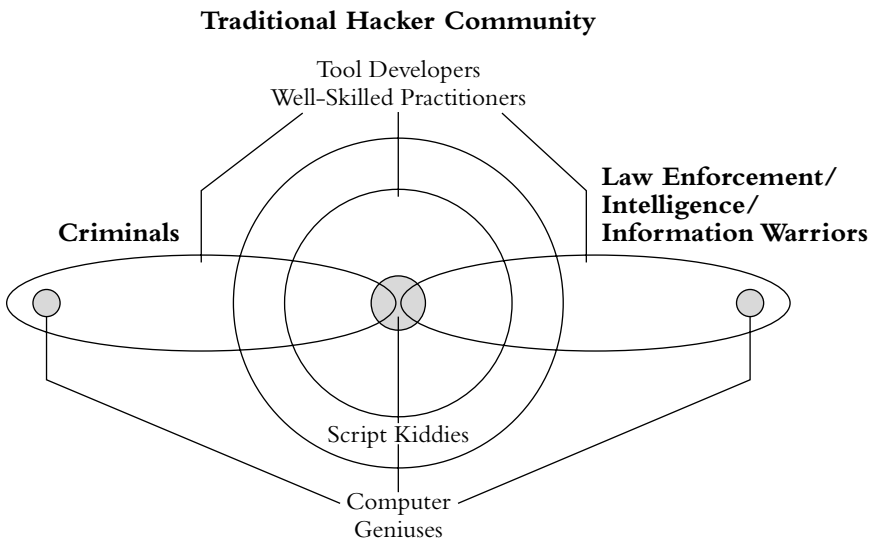 Traditional Hacker Community
Tool Developers
Well-Skilled Practitioners
Law Enforcement/
Intelligence/
Information Warriors
Criminals
Script Kiddies
Computer
Geniuses